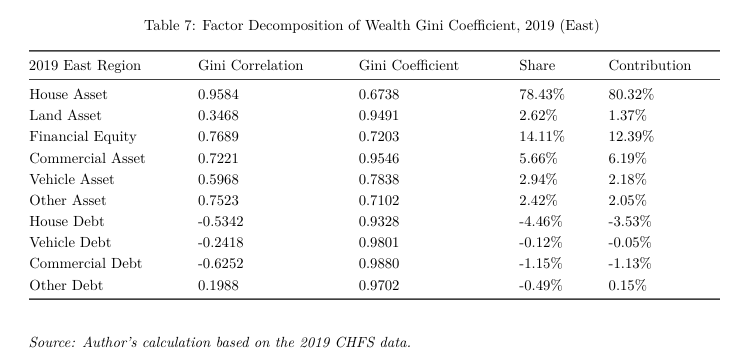 Table 7: Factor Decomposition of Wealth Gini Coefficient, 2019 (East)
2019 East Region Gini Correlation Gini Coefficient Share Contribution
House Asset 0.9584 0.6738 78.43% 80.32%
Land Asset 0.3468 0.9491 2.62% 1.37%
Financial Equity 0.7689 0.7203 14.11% 12.39%
Commercial Asset 0.7221 0.9546 5.66% 6.19%
Vehicle Asset 0.5968 0.7838 2.94% 2.18%
Other Asset 0.7523 0.7102 2.42% 2.05%
House Debt -0.5342 0.9328 -4.46% -3.53%
Vehicle Debt -0.2418 0.9801 -0.12% -0.05%
Commercial Debt -0.6252 0.9880 -1.15% -1.13%
Other Debt 0.1988 0.9702 -0.49% 0.15%
Source: Author's calculation based on the 2019 CHFS data.